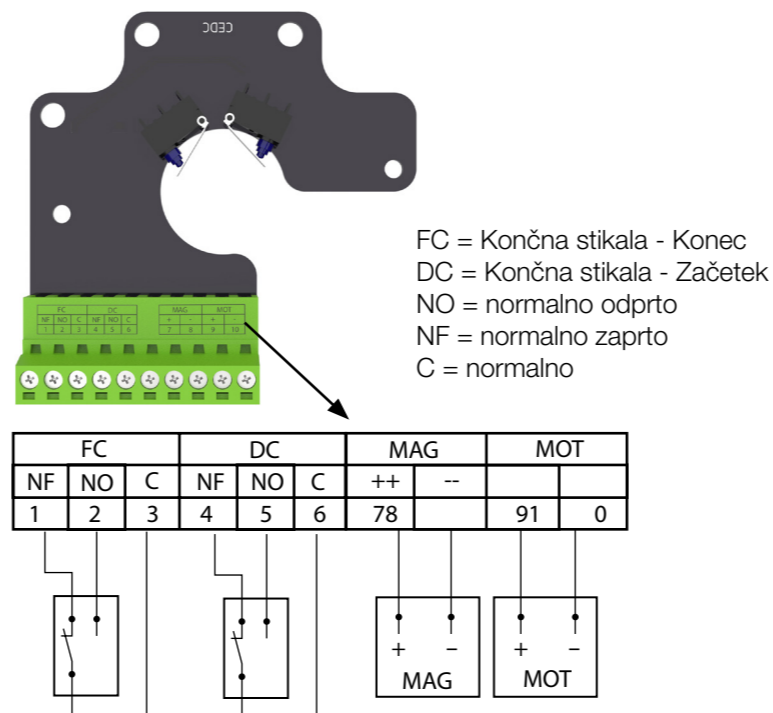 CEDC
FC = Končna stikala - Konec
DC = Končna stikala - Začetek
NO = normalno odprto
NF = normalno zaprto
C = normalno
FC DC MAG MOT
NF NO C NF NO C + - + -
1 2 3 4 5 6 7 8 9 10
FC DC MAG MOT
NF NO C NF NO C ++ --
1 2 3 4 5 6 78 91 0
+ − + −
MAG MOT